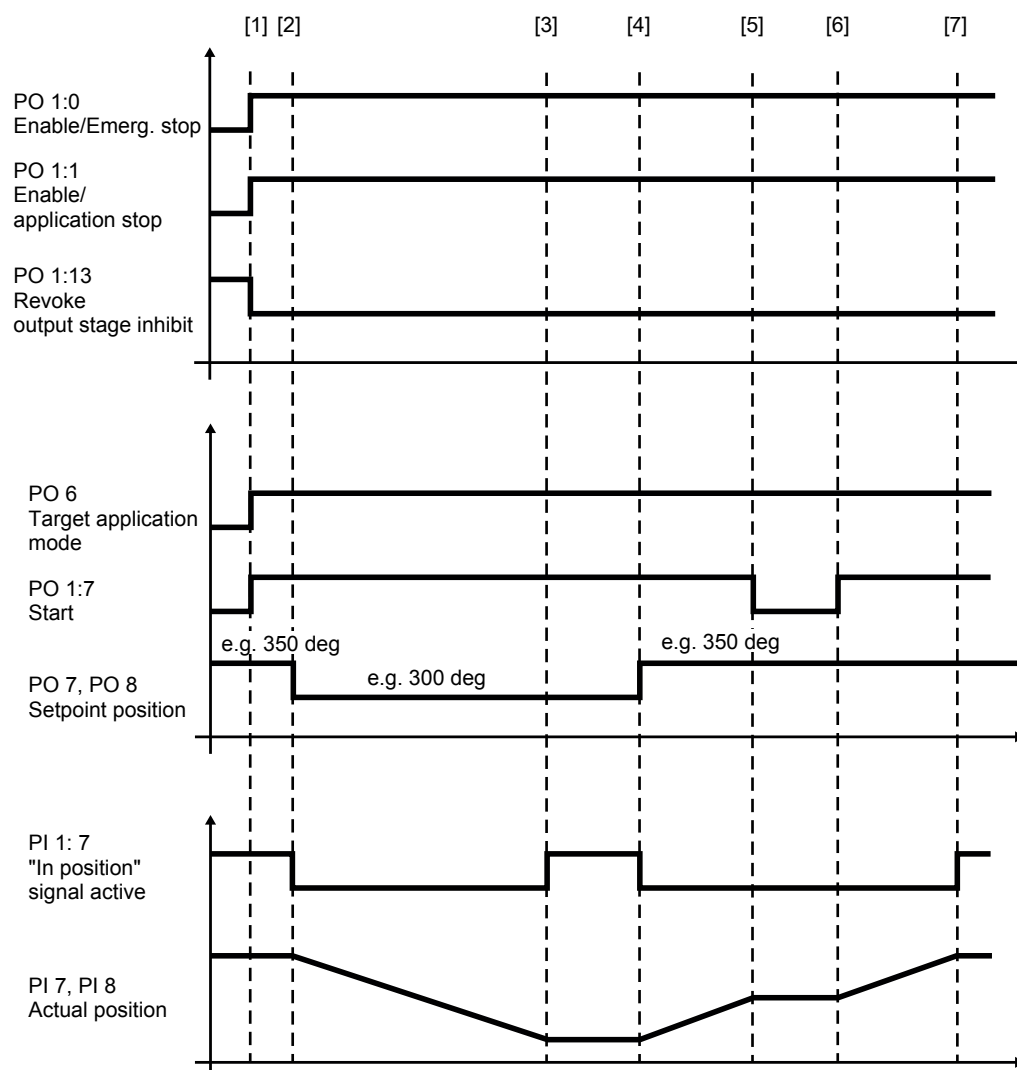 [1] [2] [3] [4] [5] [6] [7]
PO 1:0
Enable/Emerg. stop
PO 1:1
Enable/
application stop
PO 1:13
Revoke
output stage inhibit
PO 6
Target application
mode
PO 1:7
Start
e.g. 350 deg
e.g. 300 deg
e.g. 350 deg
PO 7, PO 8
Setpoint position
PI 1: 7
"In position"
signal active
PI 7, PI 8
Actual position